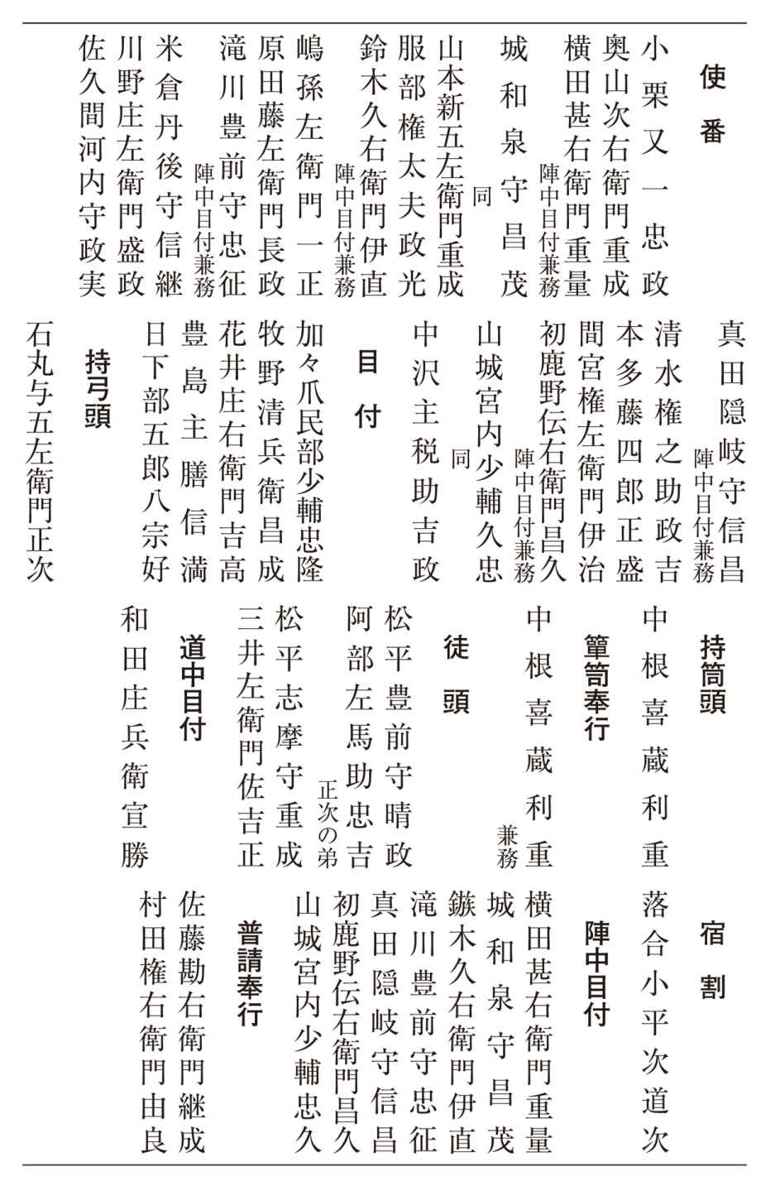 使番
小栗又一忠政
奥山次右衛門重成
横田甚右衛門重量
陣中目付兼務
城和泉守昌茂
同
山本新五左衛門重成
服部権太夫政光
鈴木久右衛門伊直
陣中目付兼務
嶋孫左衛門一正
原田藤左衛門長政
滝川豊前守忠征
陣中目付兼務
米倉丹後守信継
川野庄左衛門盛政
佐久間河内守政実
真田隠岐守信昌
陣中目付兼務
清水権之助政吉
本多藤四郎正盛
間宮権左衛門伊治
初鹿野伝右衛門昌久
陣中目付兼務
山城宮内少輔久忠
同
中沢主税助吉政
目付
加々爪民部少輔忠隆
牧野清兵衛昌成
花井庄右衛門吉高
豊島主膳信満
日下部五郎八宗好
持弓頭
石丸与五左衛門正次
持筒頭
中根喜蔵利重
簞笥奉行
中根喜蔵利重
兼務
徒頭
松平豊前守晴政
阿部左馬助忠吉
正次の弟
松平志摩守重成
三井左衛門佐吉正
道中目付
和田庄兵衛宣勝
宿割
落合小平次道次
陣中目付
横田甚右衛門重量
城和泉守昌茂
鏃木久右衛門伊直
滝川豊前守忠征
真田隠岐守信昌
初鹿野伝右衛門昌久
山城宮内少輔忠久
普請奉行
佐藤勘右衛門継成
村田権右衛門由良